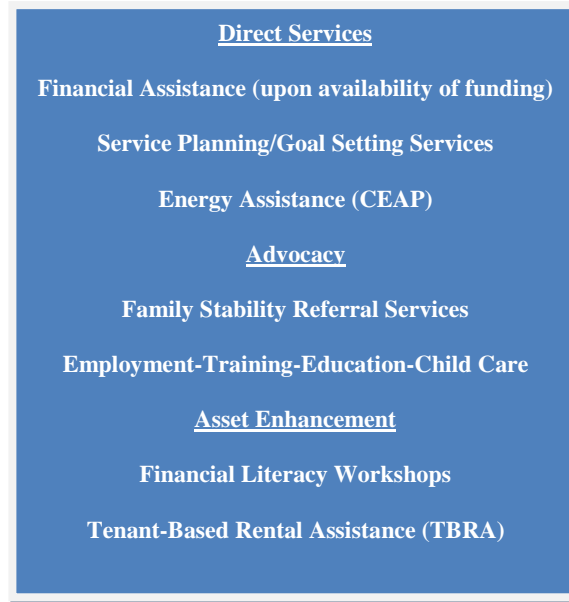 Direct Services
Financial Assistance (upon availability of funding)
Service Planning/Goal Setting Services
Energy Assistance (CEAP)
Advocacy
Family Stability Referral Services
Employment-Training-Education-Child Care
Asset Enhancement
Financial Literacy Workshops
Tenant-Based Rental Assistance (TBRA)